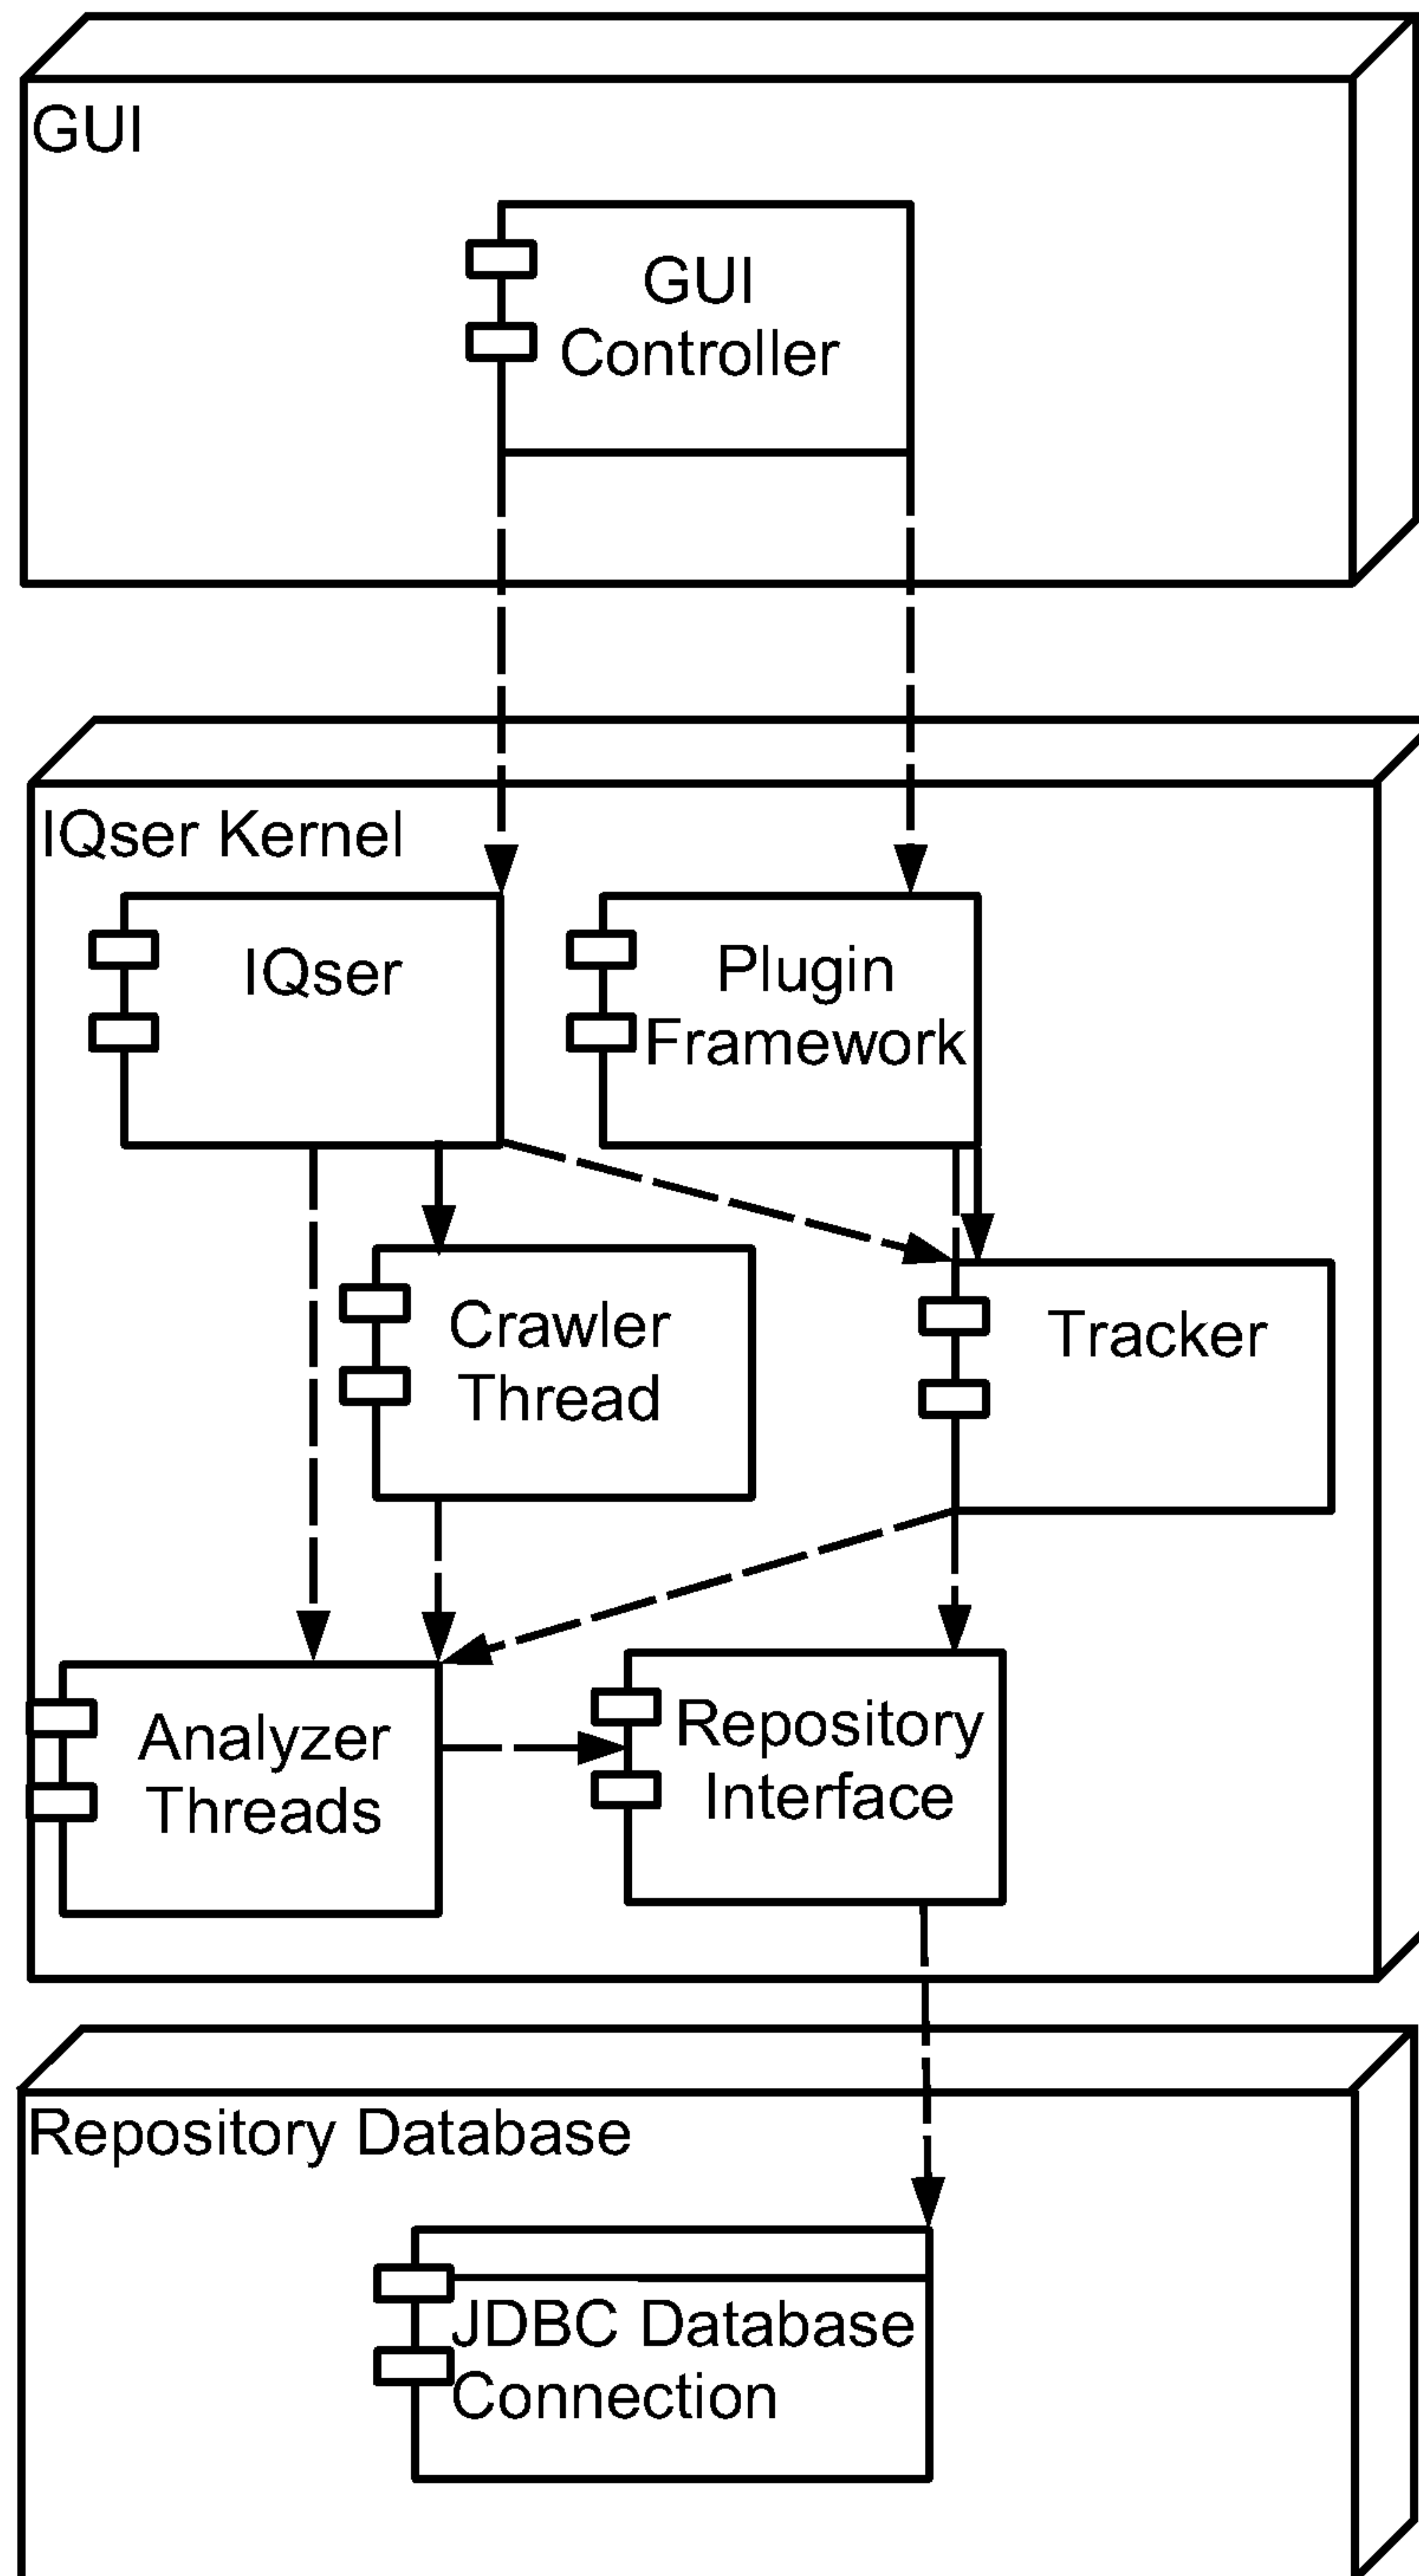 GUI
GUI
Controller
IQser Kernel
IQser
Plugin
Framework
Crawler
Thread
Tracker
Analyzer
Threads
Repository
Interface
Repository Database
JDBC Database
Connection